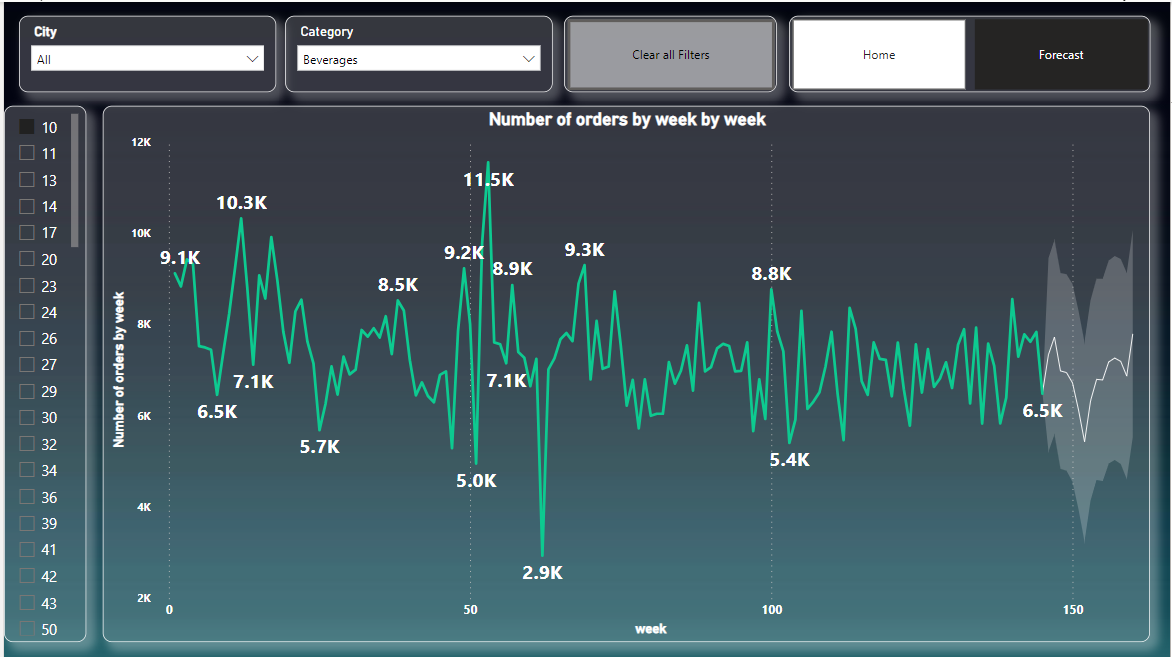 City
All
Category
Beverages
Clear all Filters
Home
Forecast
10
11
13
14
17
20
23
24
26
27
29
30
32
34
36
39
41
42
43
50
Number of orders by week by week
Number of orders by week
12K
10K
8K
6K
4K
2K
9.1K
10.3K
6.5K
7.1K
5.7K
8.5K
9.2K
5.0K
11.5K
8.9K
7.1K
2.9K
9.3K
8.8K
5.4K
6.5K
0
50
100
150
week